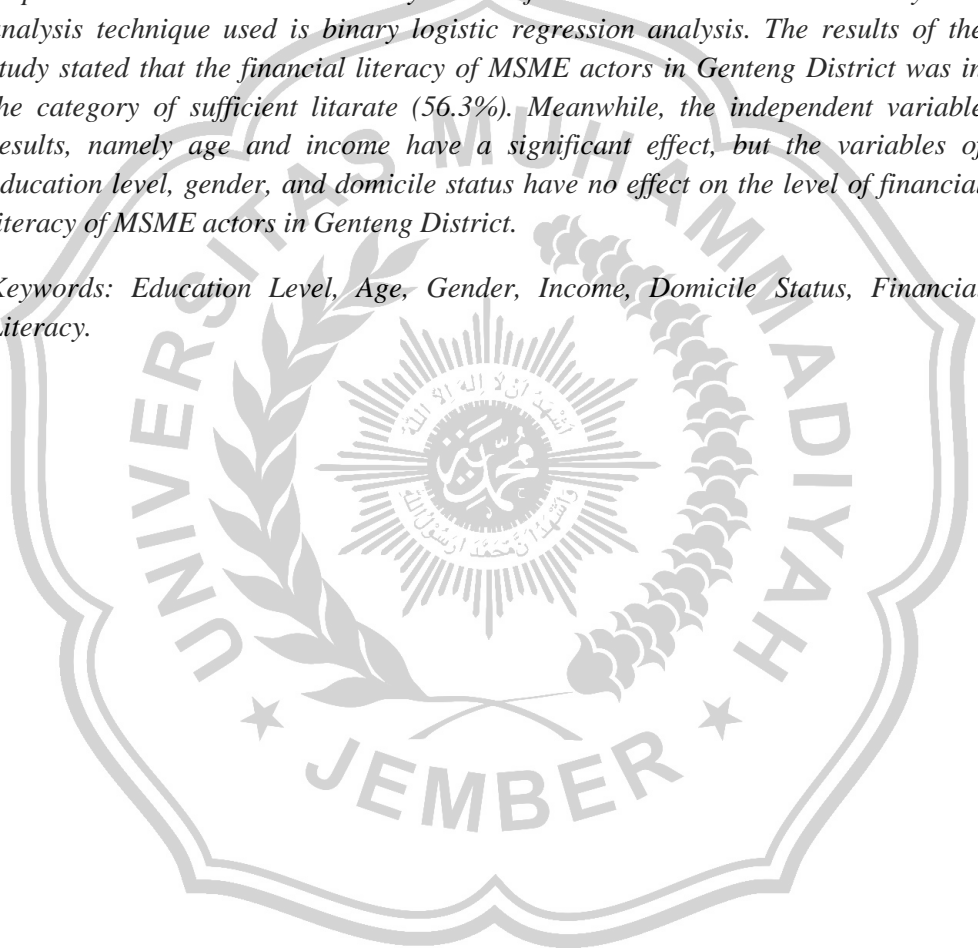 analysis technique used is binary logistic regression analysis. The results of the
study stated that the financial literacy of MSME actors in Genteng District was in
the category of sufficient litarate (56.3%). Meanwhile, the independent variable
results, namely age and income have a significant effect, but the variables of
education level, gender, and domicile status have no effect on the level of financial
literacy of MSME actors in Genteng District.
Keywords: Education Level, Age, Gender, Income, Domicile Status, Financial
Literacy.
UNIVERSITAS MUHAMMADIYAH
JEMBER